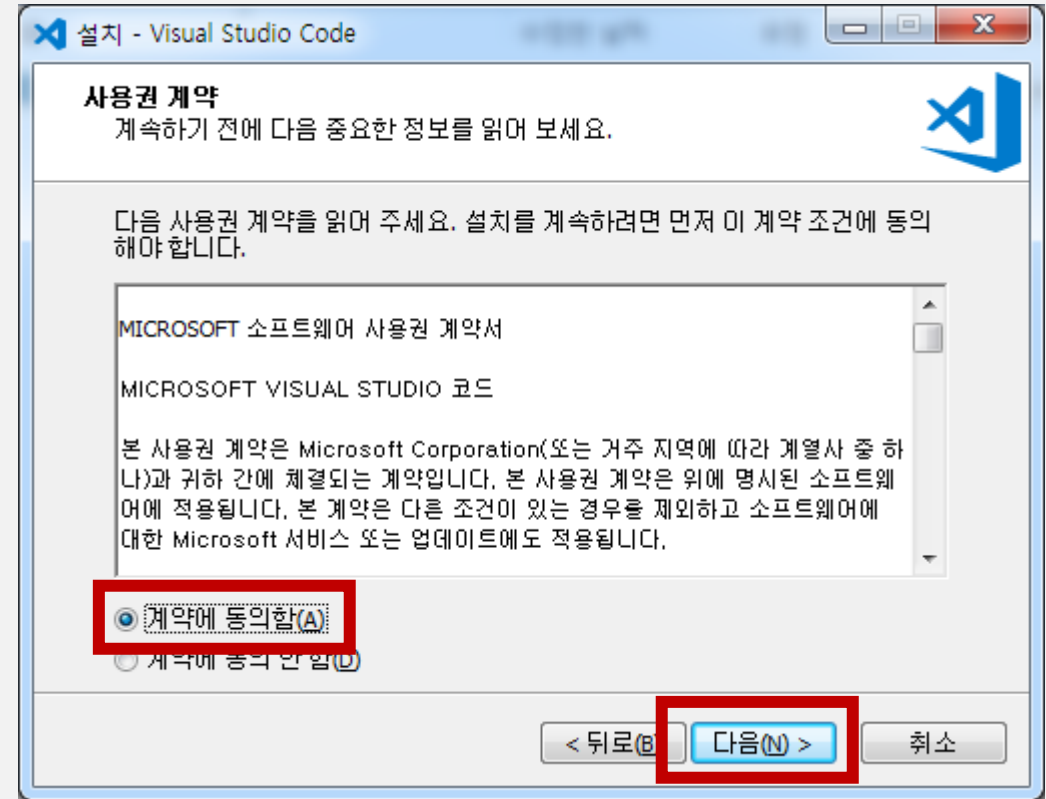 설치 - Visual Studio Code
사용권 계약
계속하기 전에 다음 중요한 정보를 읽어 보세요.
다음 사용권 계약을 읽어 주세요. 설치를 계속하려면 먼저 이 계약 조건에 동의
해야 합니다.
MICROSOFT 소프트웨어 사용권 계약서
MICROSOFT VISUAL STUDIO 코드
본 사용권 계약은 Microsoft Corporation(또는 거주 지역에 따라 계열사 중 하
나)과 귀하 간에 체결되는 계약입니다. 본 사용권 계약은 위에 명시된 소프트웨
어에 적용됩니다. 본 계약은 다른 조건이 있는 경우를 제외하고 소프트웨어에
대한 Microsoft 서비스 또는 업데이트에도 적용됩니다.
계약에 동의함(A)
계약에 동의 안 함(D)
< 뒤로(B) 다음(N) > 취소